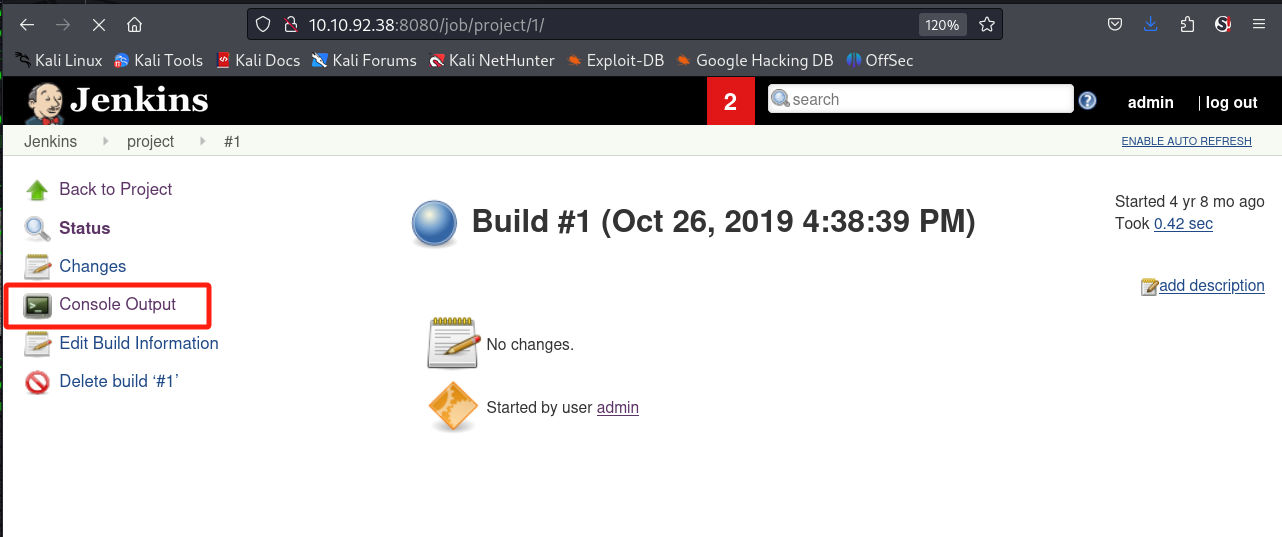 10.10.92.38:8080/job/project/1/ 120%
Kali Linux Kali Tools Kali Docs Kali Forums Kali NetHunter Exploit-DB Google Hacking DB OffSec
Jenkins 2 search ? admin | log out
Jenkins project #1 ENABLE AUTO REFRESH
Back to Project
Status
Changes
Console Output
Edit Build Information
Delete build ‘#1’
Build #1 (Oct 26, 2019 4:38:39 PM)
Started 4 yr 8 mo ago
Took 0.42 sec
add description
No changes.
Started by user admin